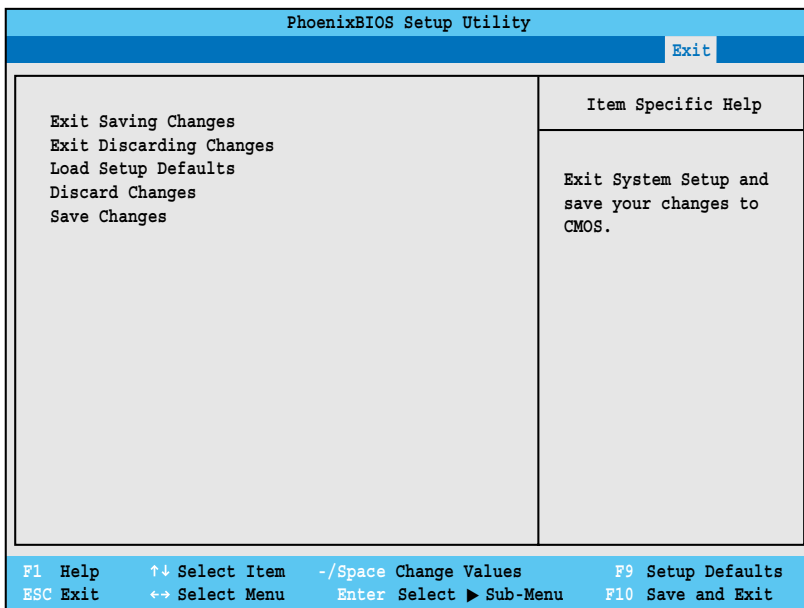 PhoenixBIOS Setup Utility
Exit
Exit Saving Changes
Exit Discarding Changes
Load Setup Defaults
Discard Changes
Save Changes
Item Specific Help
Exit System Setup and
save your changes to
CMOS.
F1 Help ↑↓ Select Item -/Space Change Values F9 Setup Defaults
ESC Exit ←→ Select Menu Enter Select ▶ Sub-Menu F10 Save and Exit